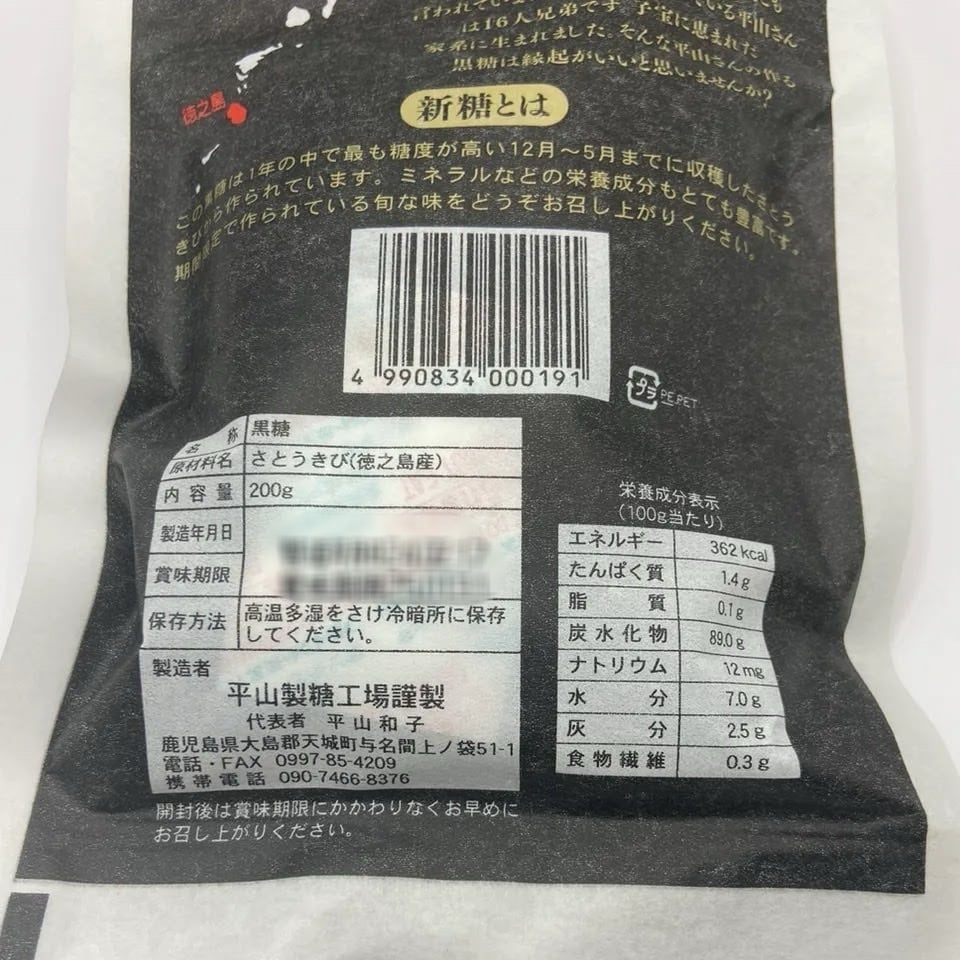 言われてい
ている平山さん
は16人兄弟です 子宝に恵まれた
家系に生まれました。そんな平山さんの作る
黒糖は縁起がいいと思いませんか?
徳之島
新糖とは
この黒糖は1年の中で最も糖度が高い12月～5月までに収穫したさとう
きびから作られています。ミネラルなどの栄養成分もとても豊富です。
期間限定で作られている旬な味をどうぞお召し上がりください。
4 990834 000191
プラ PE.PET
名 称 黒糖
原材料名 さとうきび(徳之島産)
内容量 200g
製造年月日
賞味期限
保存方法 高温多湿をさけ冷暗所に保存
してください。
製造者
平山製糖工場謹製
代表者 平山和子
鹿児島県大島郡天城町与名間上ノ袋51-1
電話・FAX 0997-85-4209
携帯電話 090-7466-8376
開封後は賞味期限にかかわりなくお早めに
お召し上がりください。
栄養成分表示
(100g当たり)
エネルギー 362kcal
たんぱく質 1.4g
脂 質 0.1g
炭水化物 89.0g
ナトリウム 12mg
水 分 7.0g
灰 分 2.5g
食物繊維 0.3g